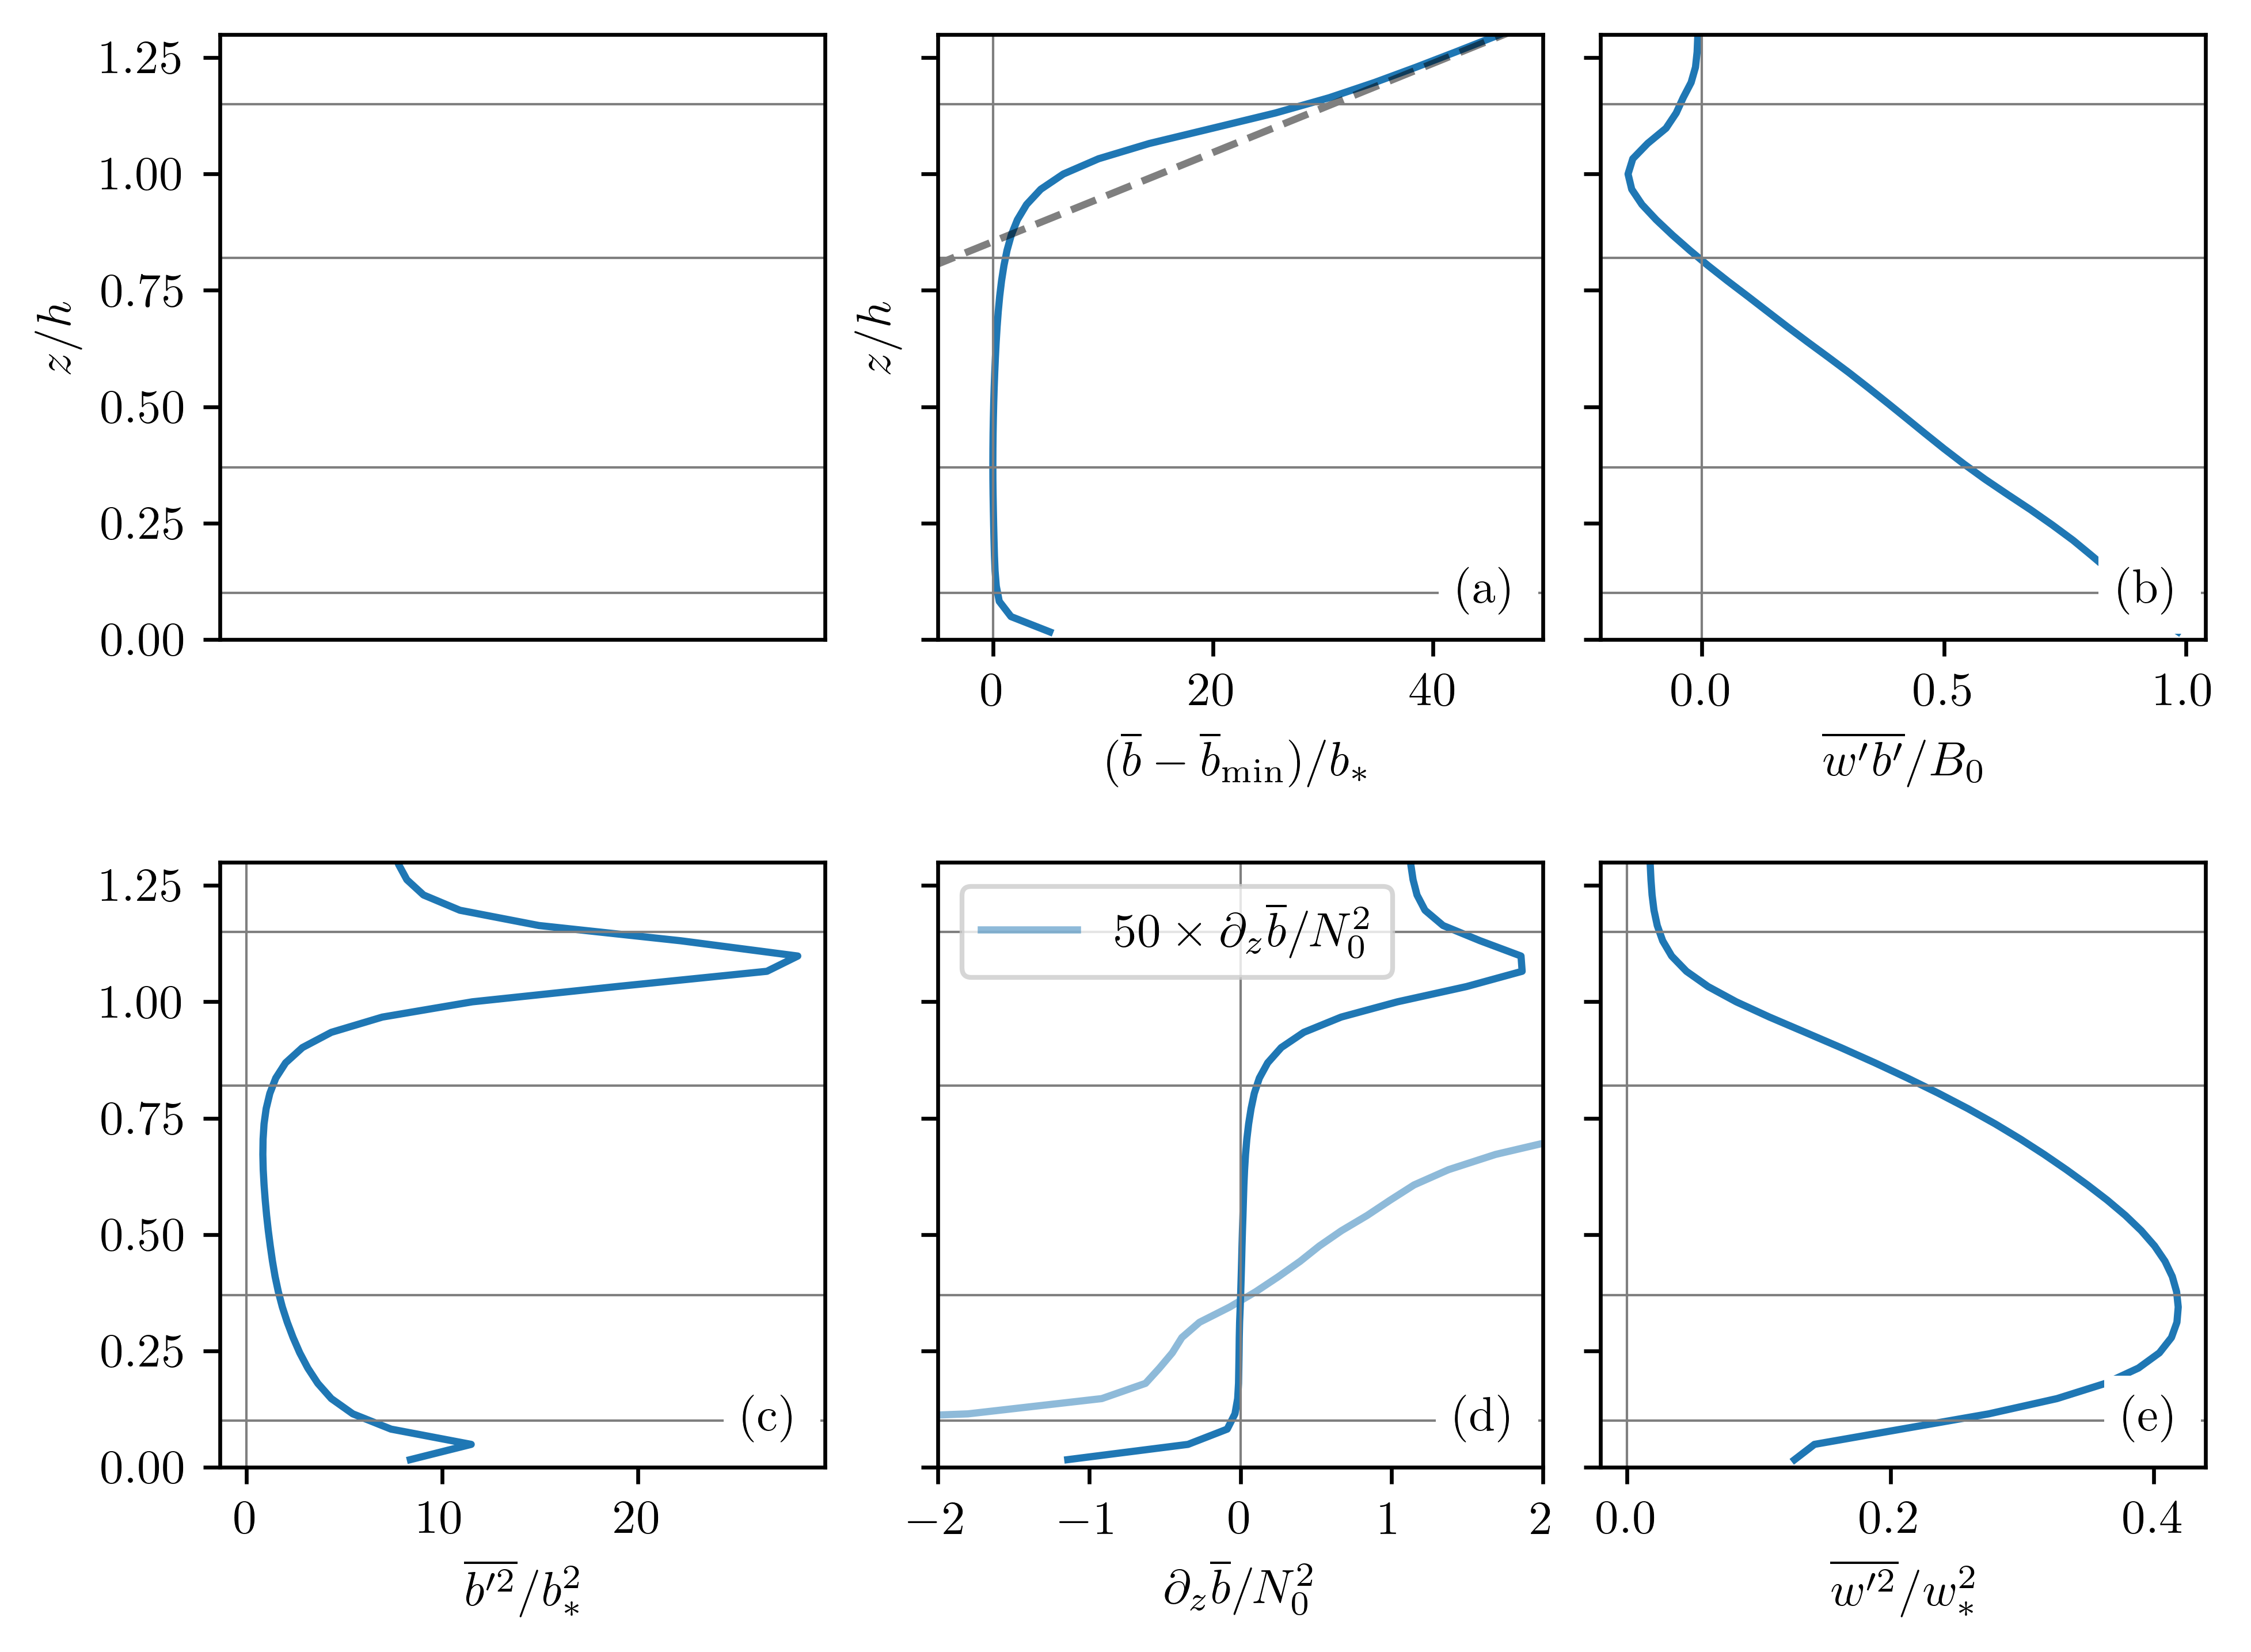 1.25
1.00
0.75
0.50
0.25
0.00
z/h
z/h
(a)
(b)
0 20 40
0.0 0.5 1.0
(b̅ − b̅_min)/b_*
\overline{w′b′}/B_0
1.25
1.00
0.75
0.50
0.25
0.00
50 × ∂_z b̅/N_0^2
(c)
(d)
(e)
0 10 20
−2 −1 0 1 2
0.0 0.2 0.4
\overline{b′^2}/b_*^2
∂_z b̅/N_0^2
\overline{w′^2}/w_*^2